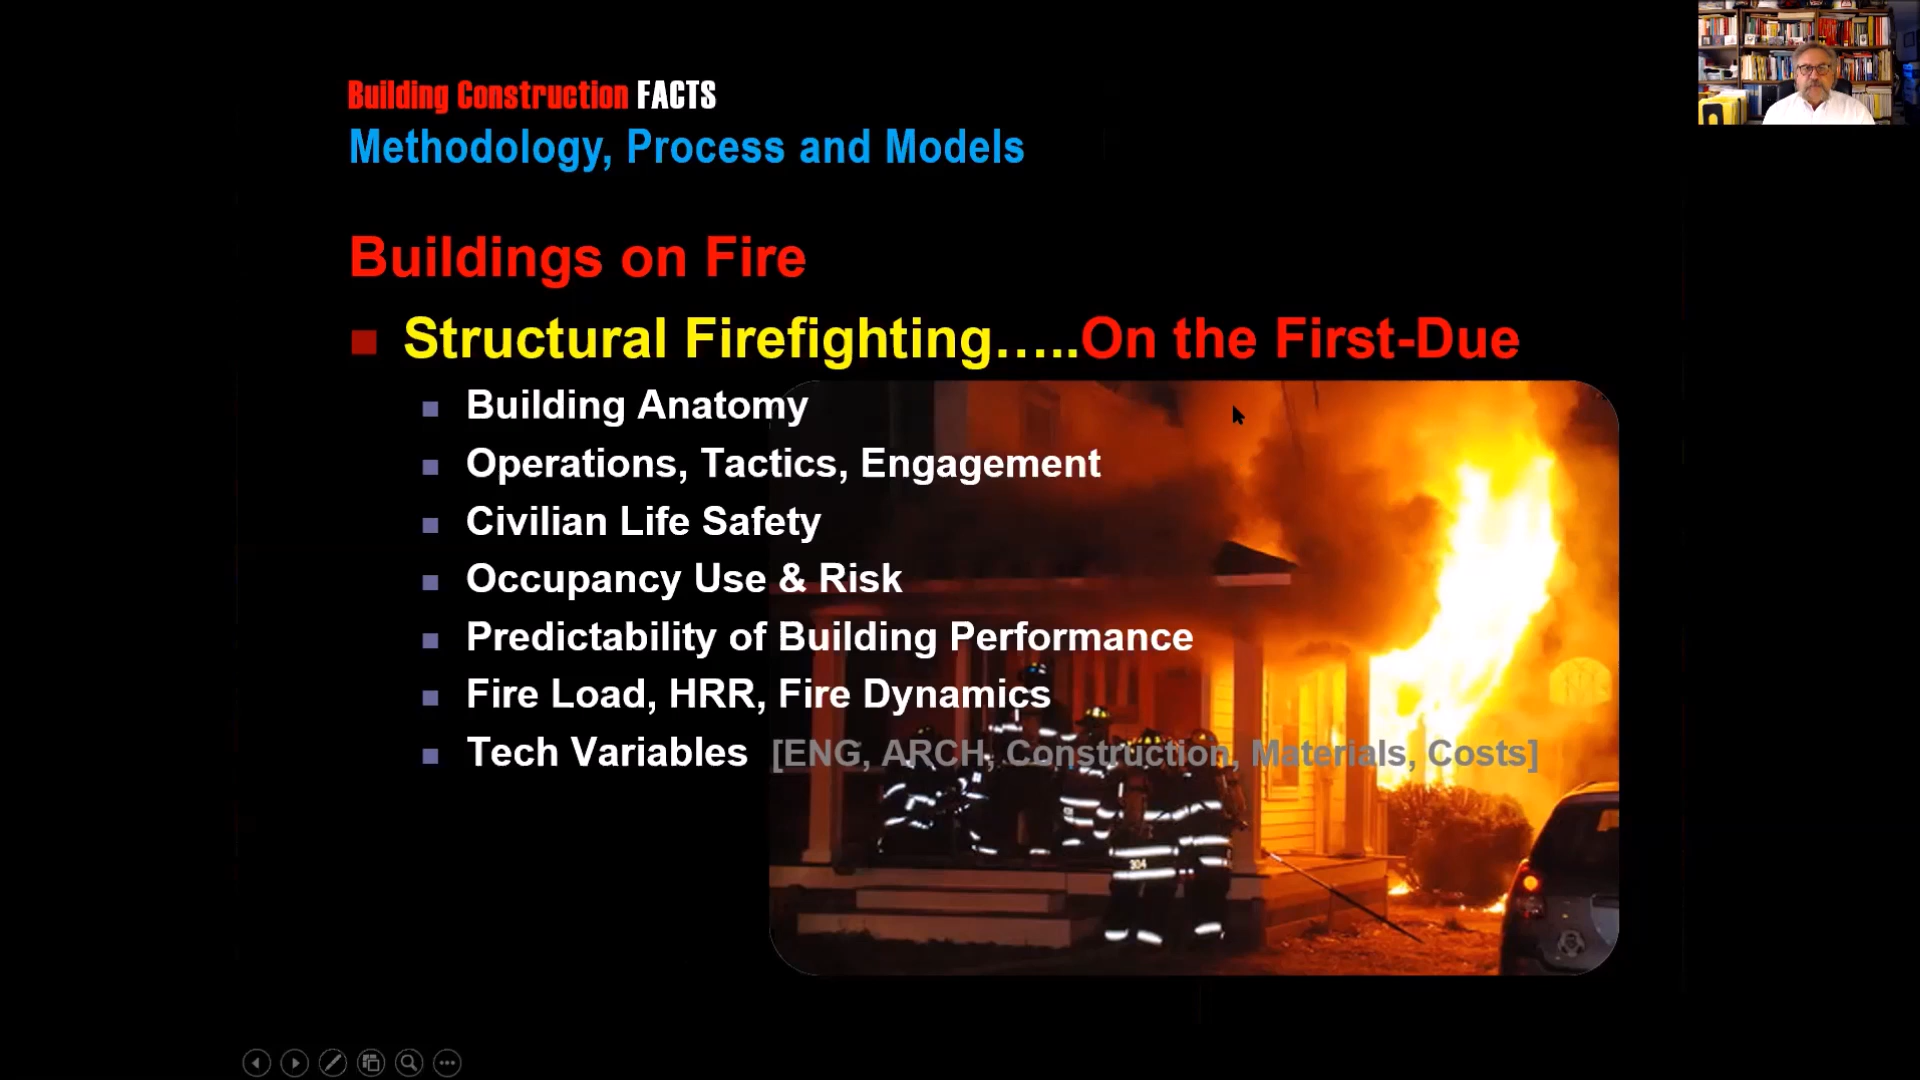 Building Construction FACTS
Methodology, Process and Models
Buildings on Fire
Structural Firefighting…..On the First-Due
Building Anatomy
Operations, Tactics, Engagement
Civilian Life Safety
Occupancy Use & Risk
Predictability of Building Performance
Fire Load, HRR, Fire Dynamics
Tech Variables [ENG, ARCH, Construction, Materials, Costs]
304